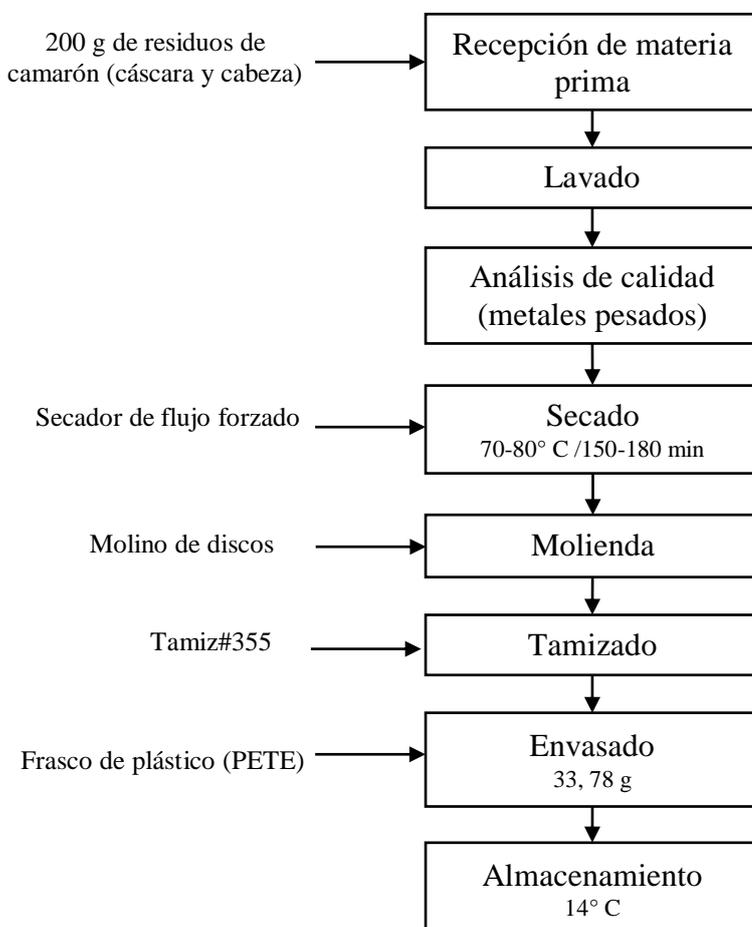 200 g de residuos de
camarón (cáscara y cabeza)
Recepción de materia
prima
Lavado
Análisis de calidad
(metales pesados)
Secador de flujo forzado
Secado
70-80° C /150-180 min
Molino de discos
Molienda
Tamiz#355
Tamizado
Frasco de plástico (PETE)
Envasado
33, 78 g
Almacenamiento
14° C